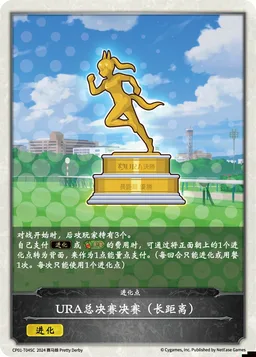 对战开始时，后攻玩家持有3个。
自己支付 进化 或 的费用时，可通过将正面朝上的1个进
化点转为背面，来作为1点能量点支付。（每回合只能进化或用餐
1次。每次只能使用1个进化点）
进化点
URA总决赛决赛（长距离）
进化
CP01-T04SC 2024 赛马娘 Pretty Derby
© Cygames, Inc. Published by NetEase Games